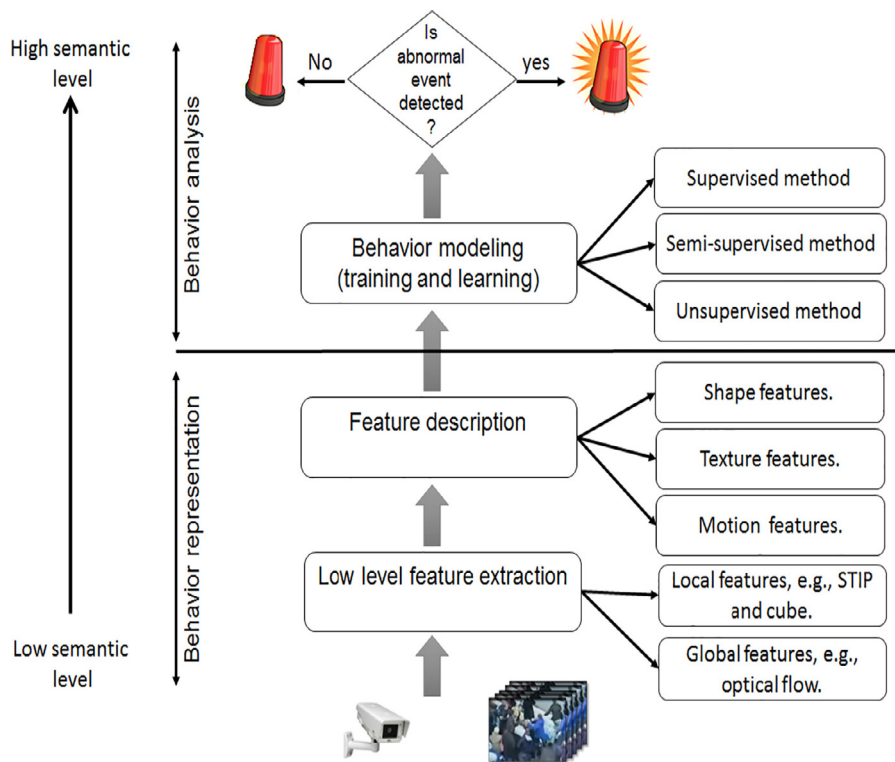 High semantic
level
Behavior analysis
No
Is
abnormal
event
detected
?
yes
Behavior modeling
(training and learning)
Supervised method
Semi-supervised method
Unsupervised method
Behavior representation
Feature description
Shape features.
Texture features.
Motion features.
Low level feature extraction
Local features, e.g., STIP
and cube.
Global features, e.g.,
optical flow.
Low semantic
level